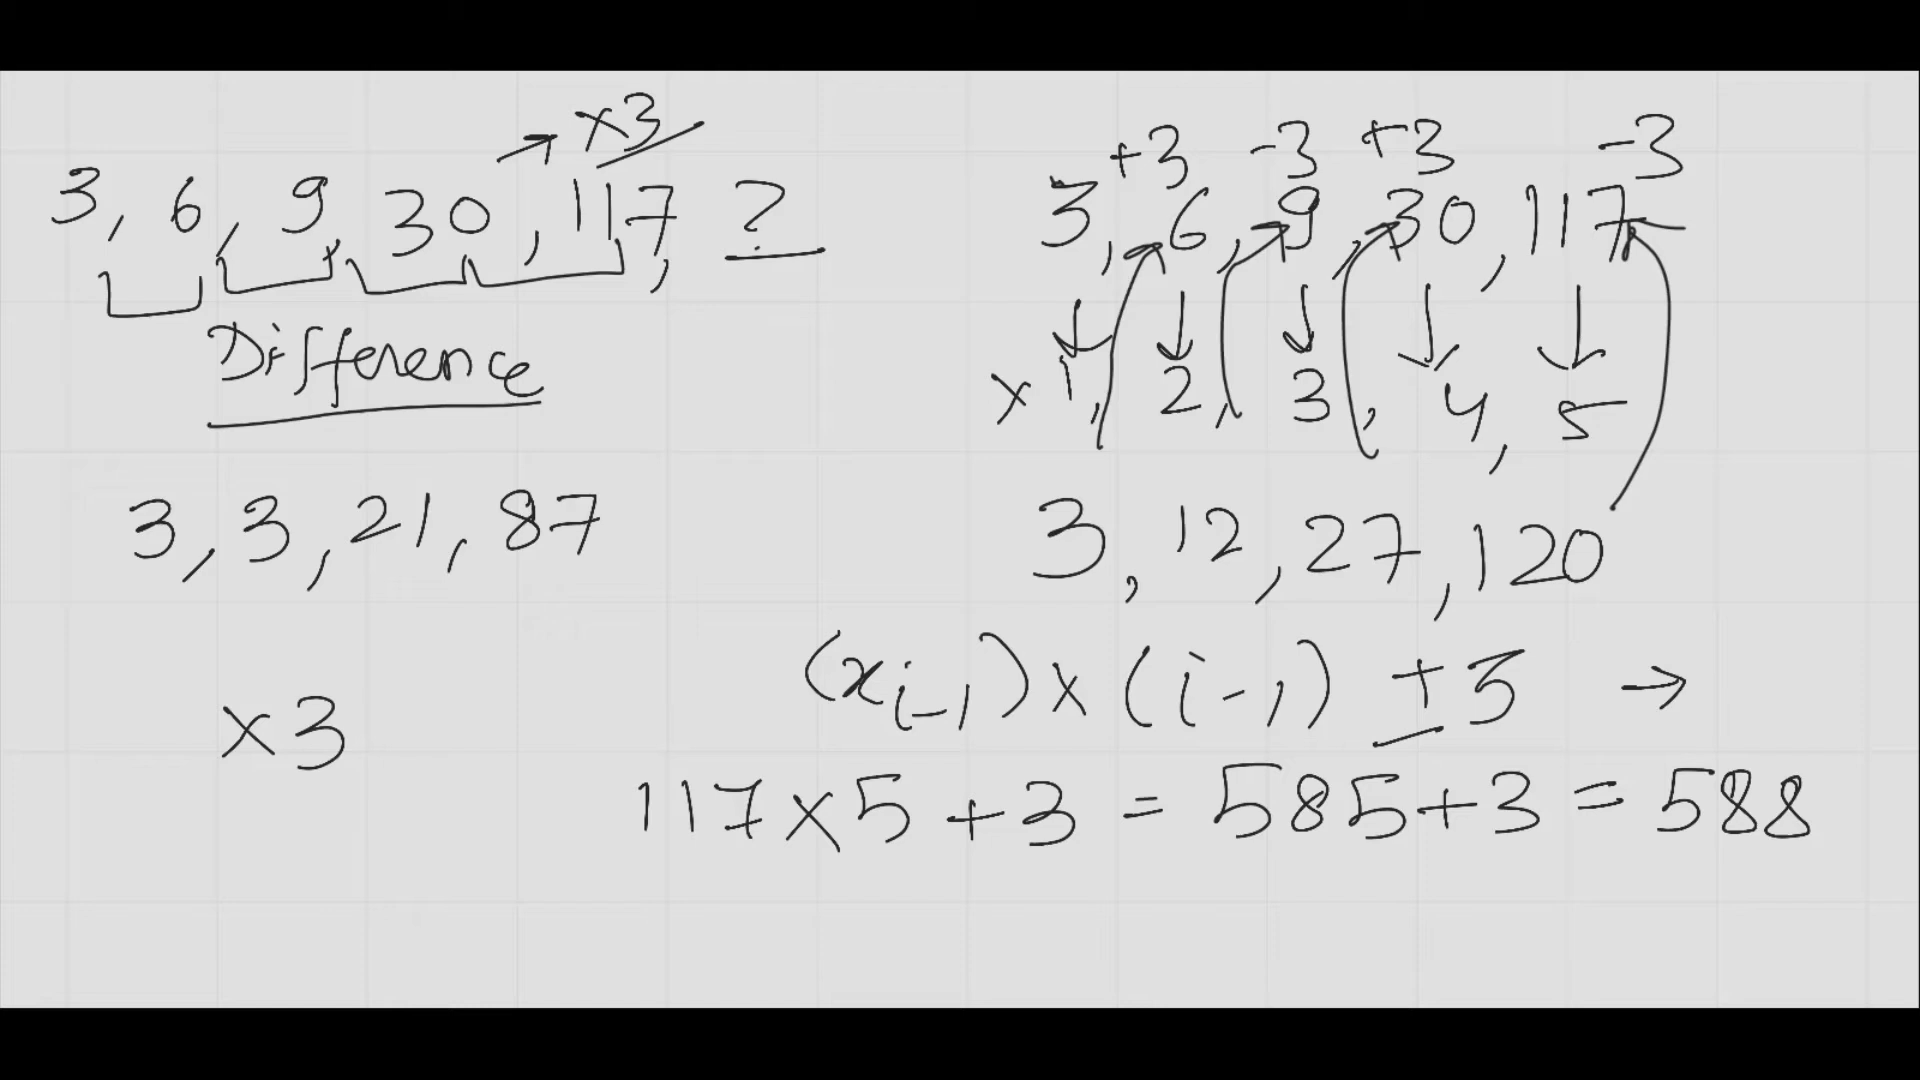 → ×3
3, 6, 9, 30, 117, ?
Difference
3, 3, 21, 87
×3
+3 -3 +3 -3
3, 6, 9, 30, 117
×1, 2, 3, 4, 5
3, 12, 27, 120
(xi-1) × (i-1) ±3 →
117×5+3 = 585+3 = 588